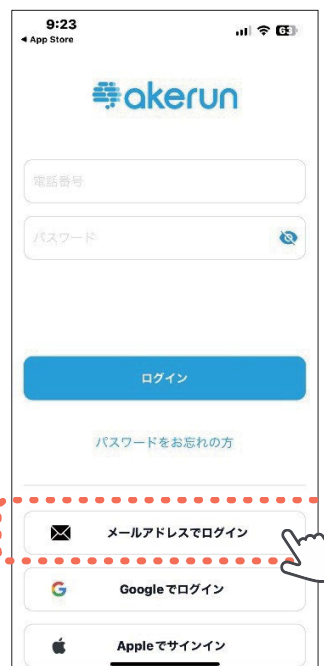 9:23
◀ App Store
63
akerun
電話番号
パスワード
ログイン
パスワードをお忘れの方
メールアドレスでログイン
Googleでログイン
Appleでサインイン